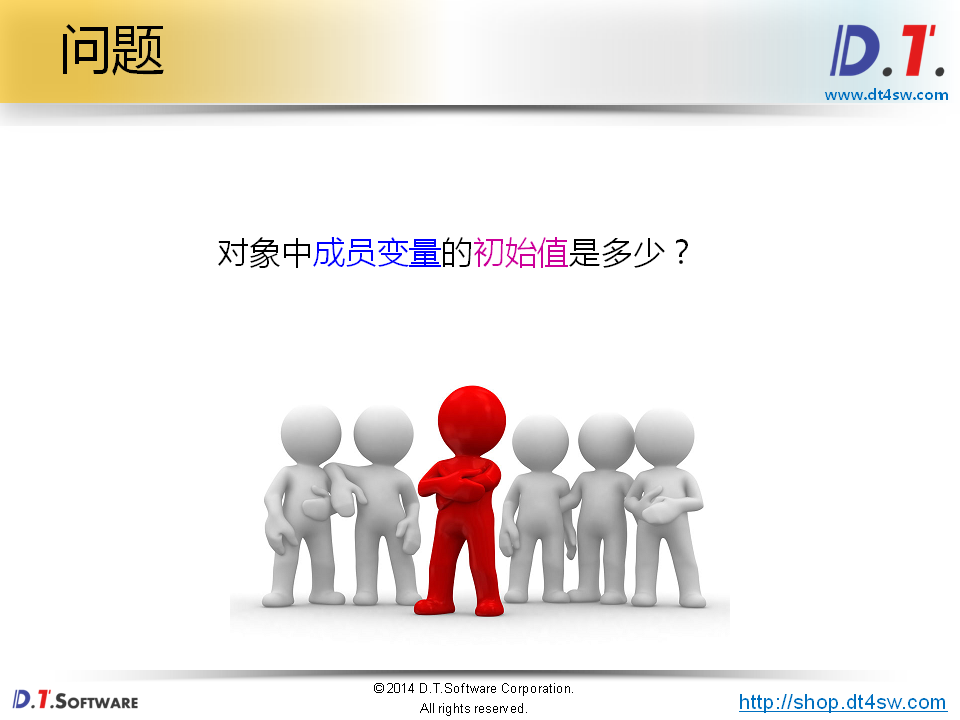 问题
D.T.
www.dt4sw.com
对象中成员变量的初始值是多少？
D.T.SOFTWARE
©2014 D.T.Software Corporation.
All rights reserved.
http://shop.dt4sw.com